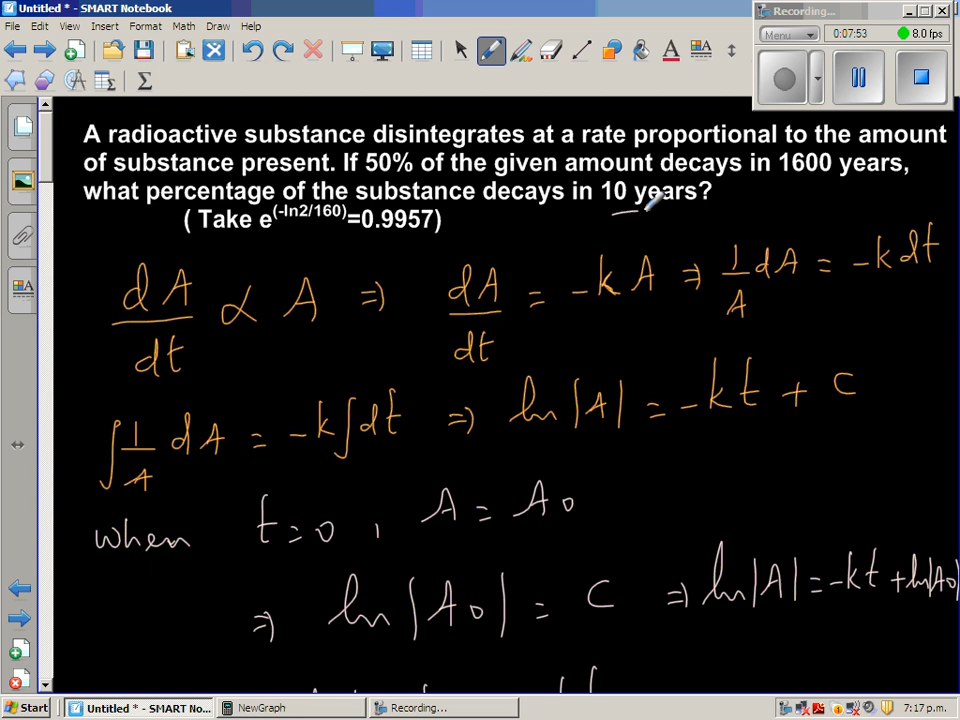 Untitled * - SMART Notebook
File Edit View Insert Format Math Draw Help
Recording...
Menu 0:07:53 8.0 fps
A radioactive substance disintegrates at a rate proportional to the amount
of substance present. If 50% of the given amount decays in 1600 years,
what percentage of the substance decays in 10 years?
( Take e^(-ln2/160)=0.9957)
dA/dt ∝ A ⇒ dA/dt = -kA ⇒ 1/A dA = -k dt
∫ 1/A dA = -k∫dt ⇒ ln|A| = -kt + c
when t=0, A = A0
⇒ ln|A0| = c ⇒ ln|A| = -kt + ln|A0|
Start Untitled * - SMART No... NewGraph Recording... 7:17 p.m.